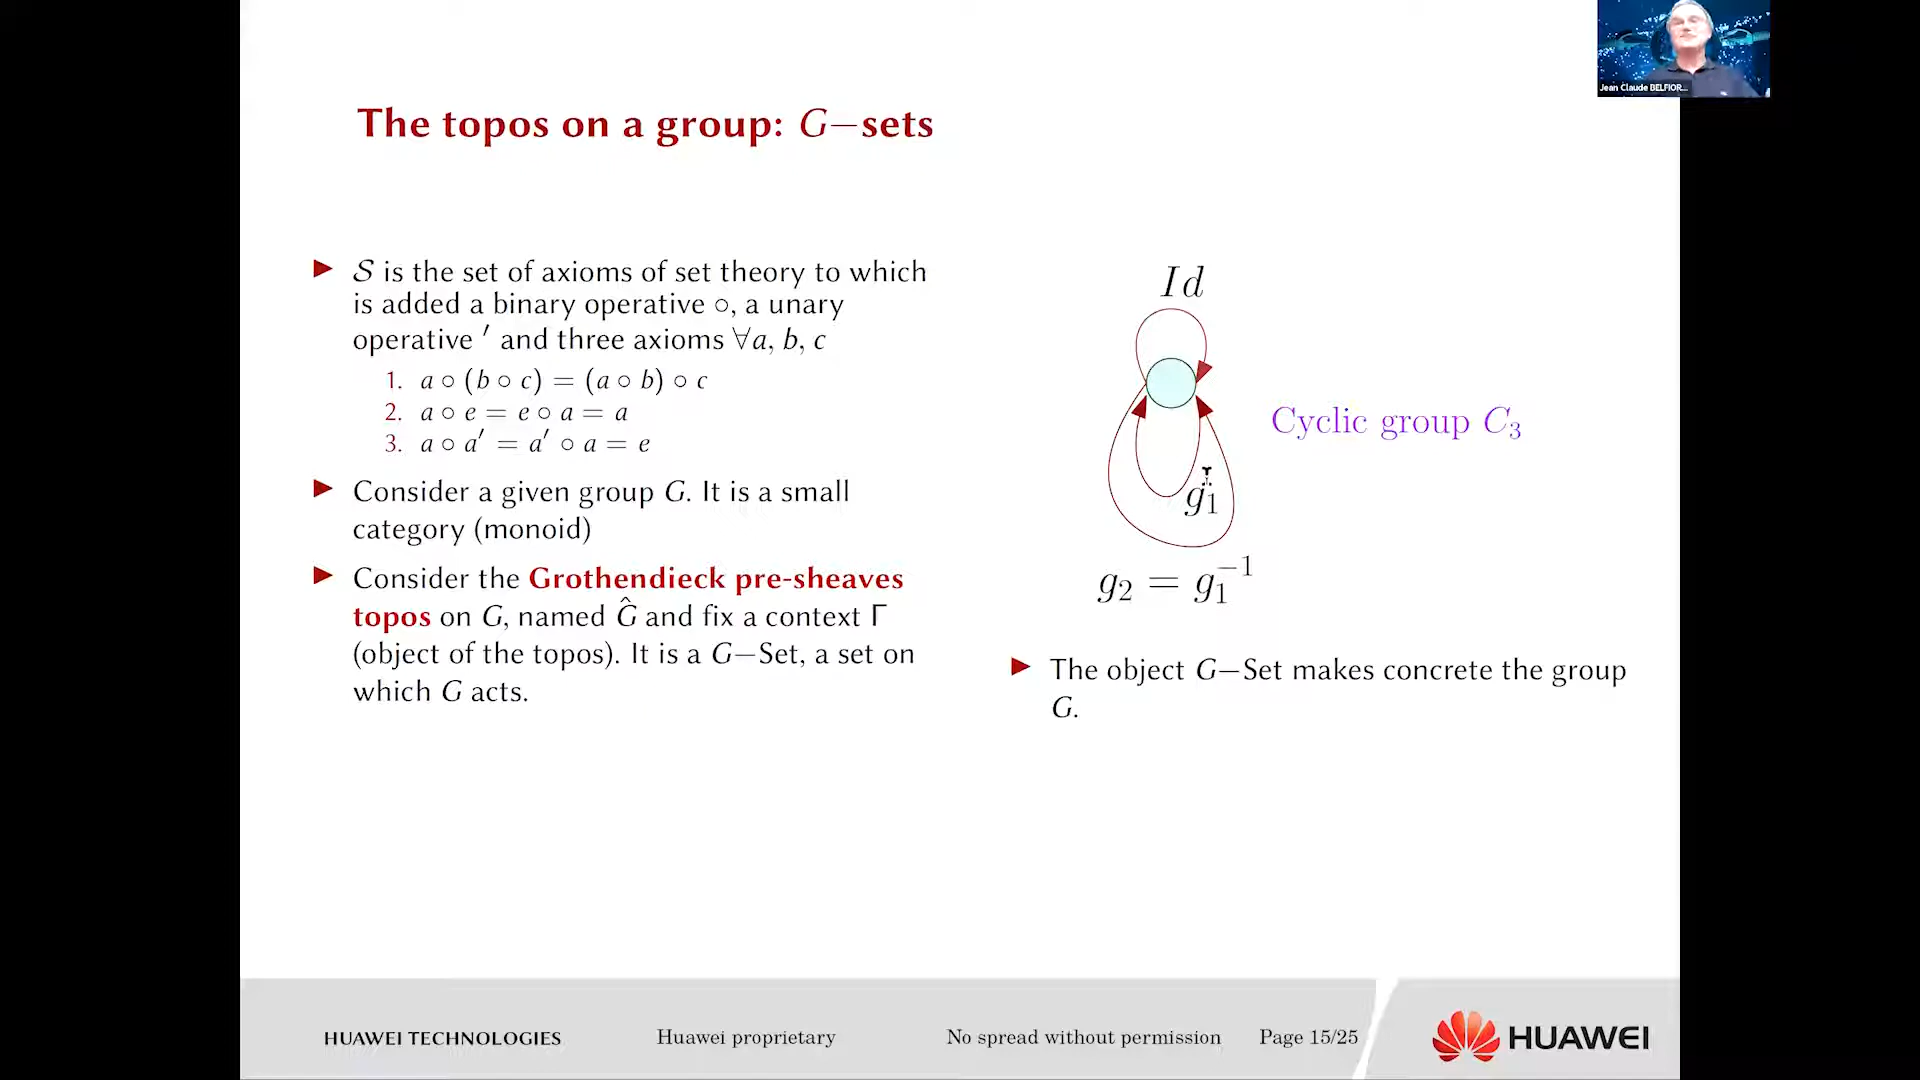 Jean Claude BELFIOR...
The topos on a group: G−sets
▶ 𝒮 is the set of axioms of set theory to which
is added a binary operative ∘, a unary
operative ′ and three axioms ∀a, b, c
1. a ∘ (b ∘ c) = (a ∘ b) ∘ c
2. a ∘ e = e ∘ a = a
3. a ∘ a′ = a′ ∘ a = e
▶ Consider a given group G. It is a small
category (monoid)
▶ Consider the Grothendieck pre-sheaves
topos on G, named Ĝ and fix a context Γ
(object of the topos). It is a G−Set, a set on
which G acts.
Id
Cyclic group C₃
g₁
g₂ = g₁⁻¹
▶ The object G−Set makes concrete the group
G.
HUAWEI TECHNOLOGIES Huawei proprietary No spread without permission Page 15/25 HUAWEI